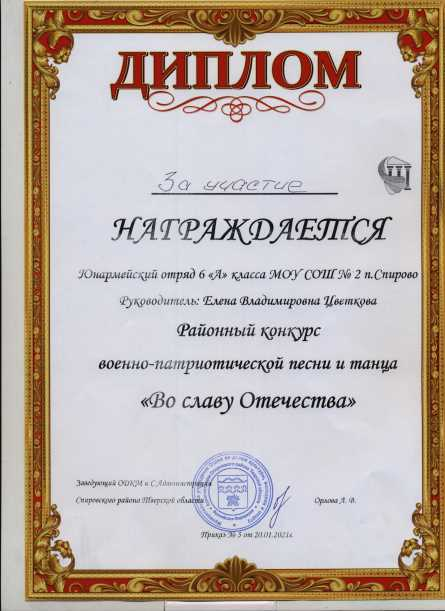 ДИПЛОМ
За участие
НАГРАЖДАЕТСЯ
Юнармейский отряд 6 «А» класса МОУ СОШ № 2 п.Спирово
Руководитель: Елена Владимировна Цветкова
Районный конкурс
военно-патриотической песни и танца
«Во славу Отечества»
Заведующий ОДКМ и С Администрации
Спировского района Тверской области
Орлова А. В.
Приказ № 5 от 20.01.2021г.